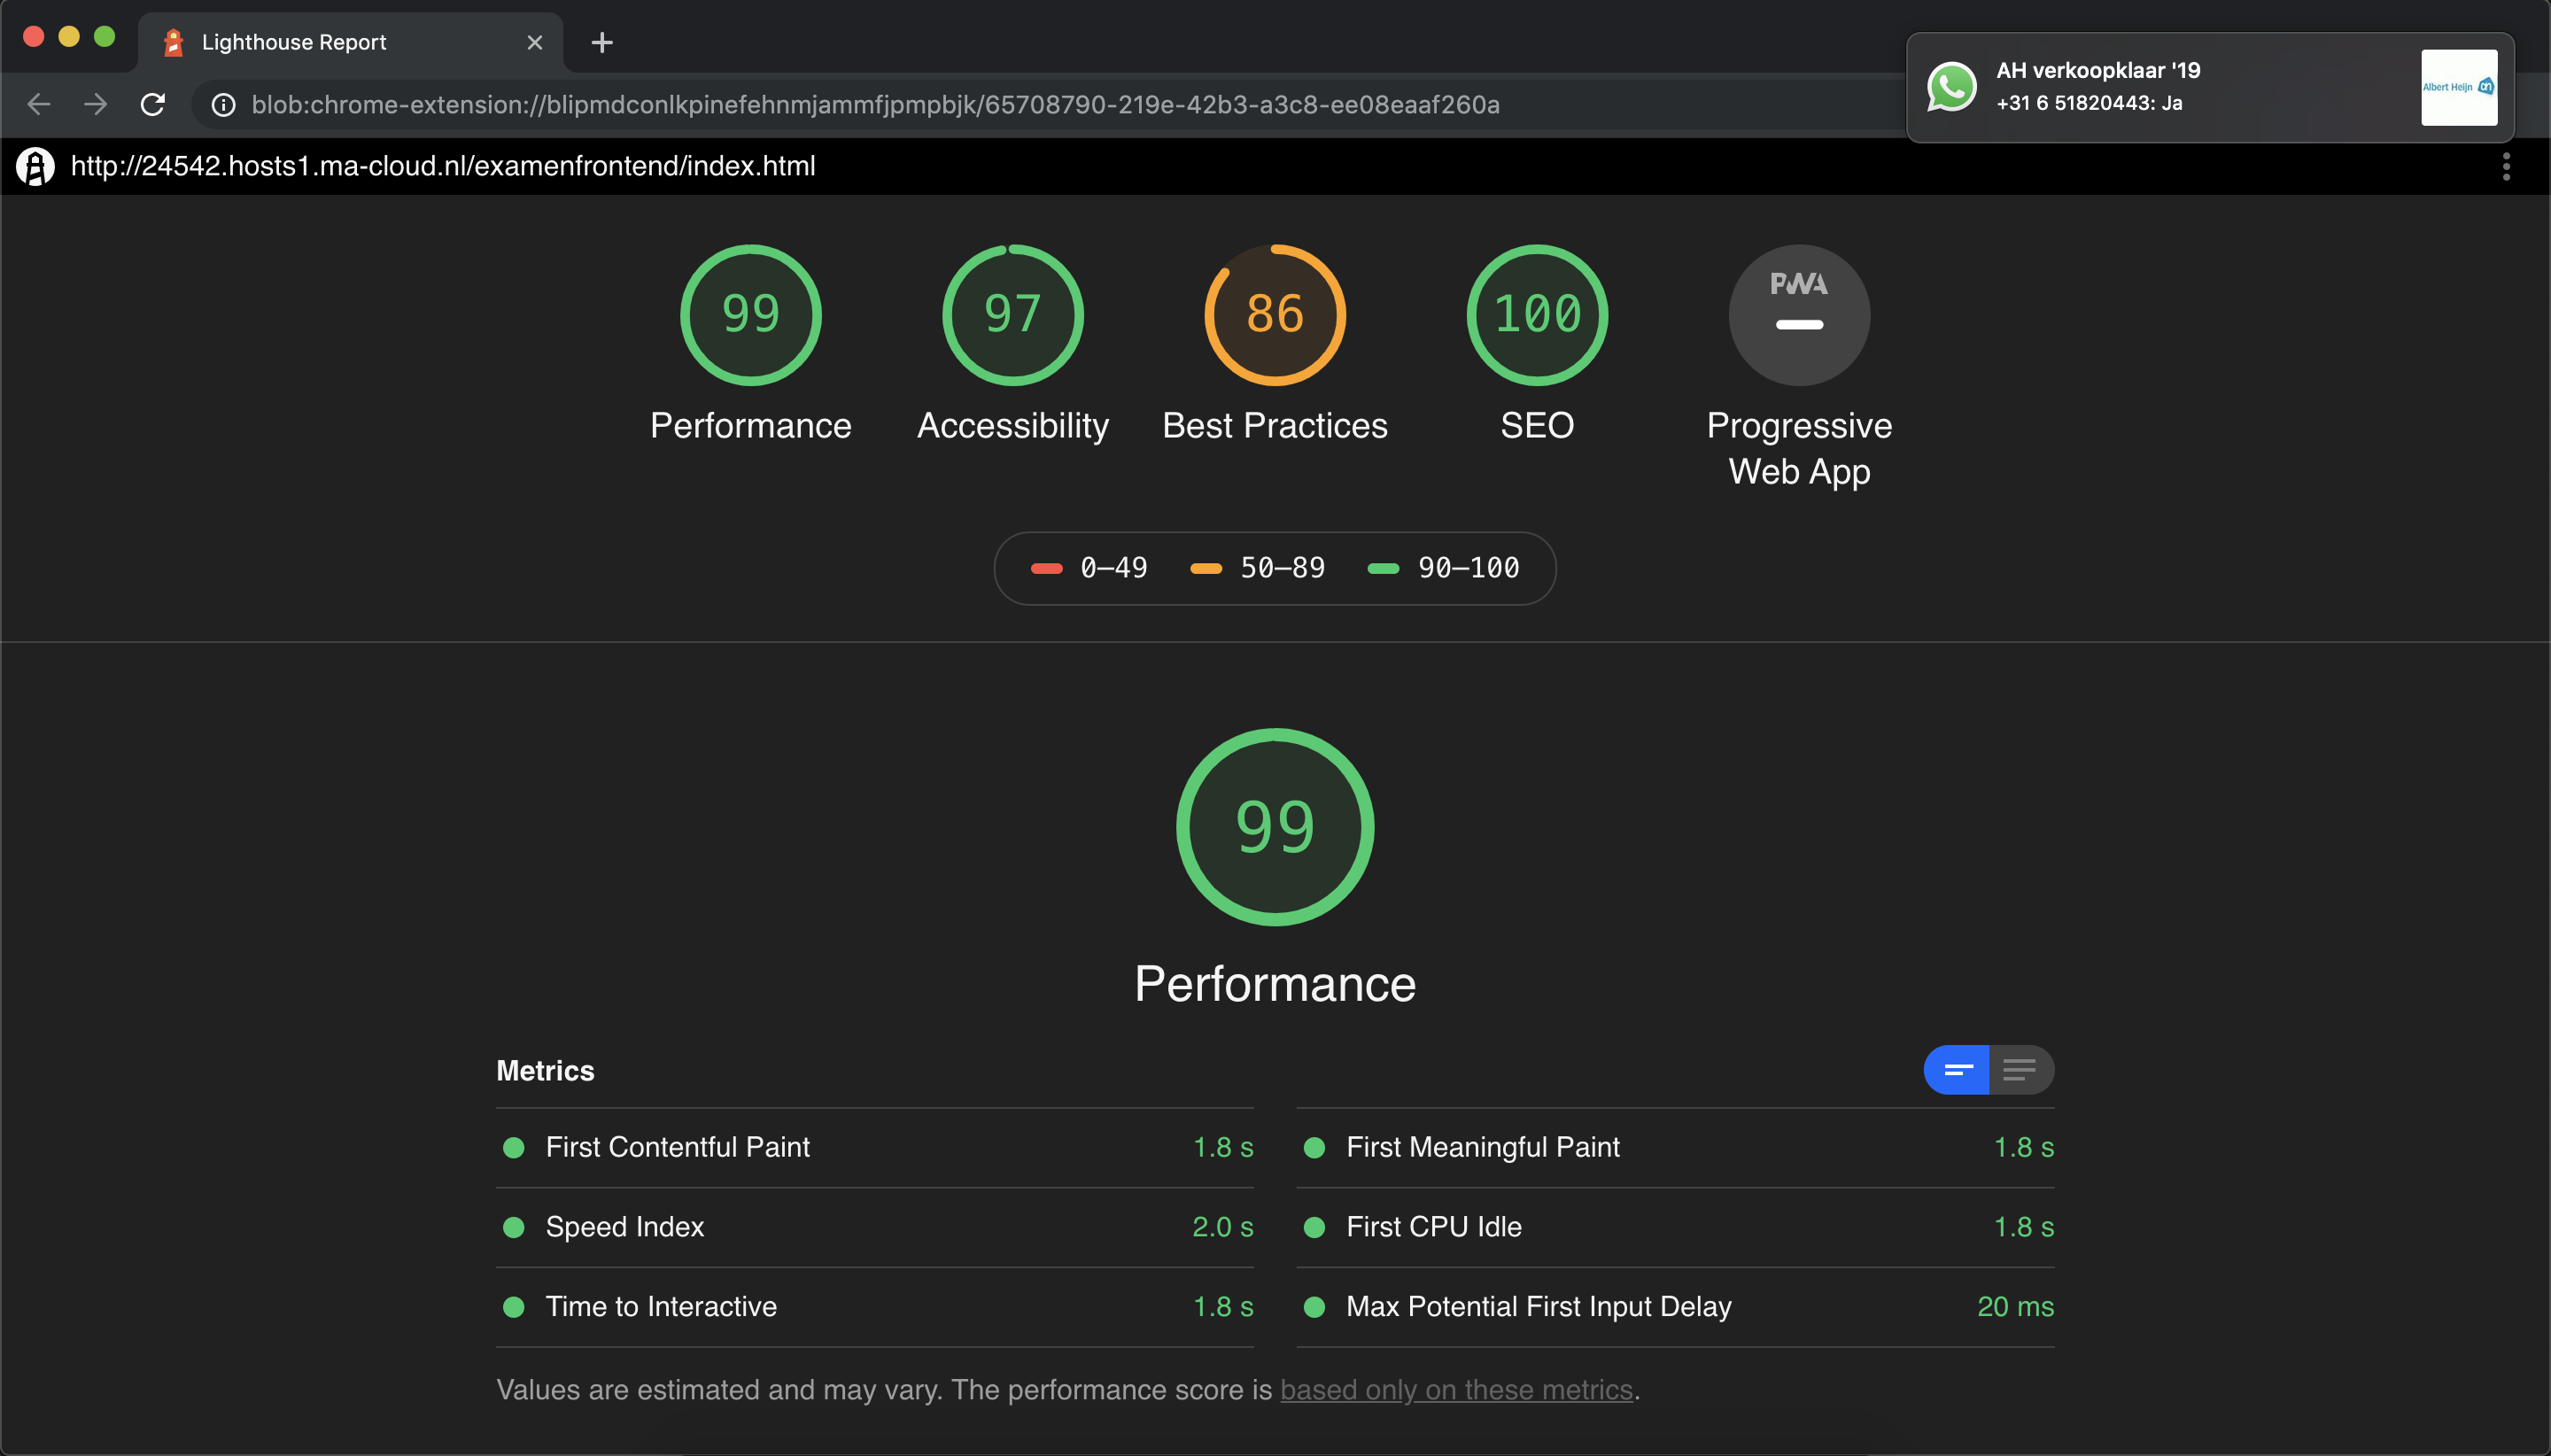 Lighthouse Report
AH verkoopklaar '19
+31 6 51820443: Ja
Albert Heijn
blob:chrome-extension://blipmdconlkpinefehnmjammfjpmpbjk/65708790-219e-42b3-a3c8-ee08eaaf260a
http://24542.hosts1.ma-cloud.nl/examenfrontend/index.html
99
97
86
100
PWA
Performance
Accessibility
Best Practices
SEO
Progressive
Web App
0–49
50–89
90–100
99
Performance
Metrics
First Contentful Paint 1.8 s
First Meaningful Paint 1.8 s
Speed Index 2.0 s
First CPU Idle 1.8 s
Time to Interactive 1.8 s
Max Potential First Input Delay 20 ms
Values are estimated and may vary. The performance score is based only on these metrics.